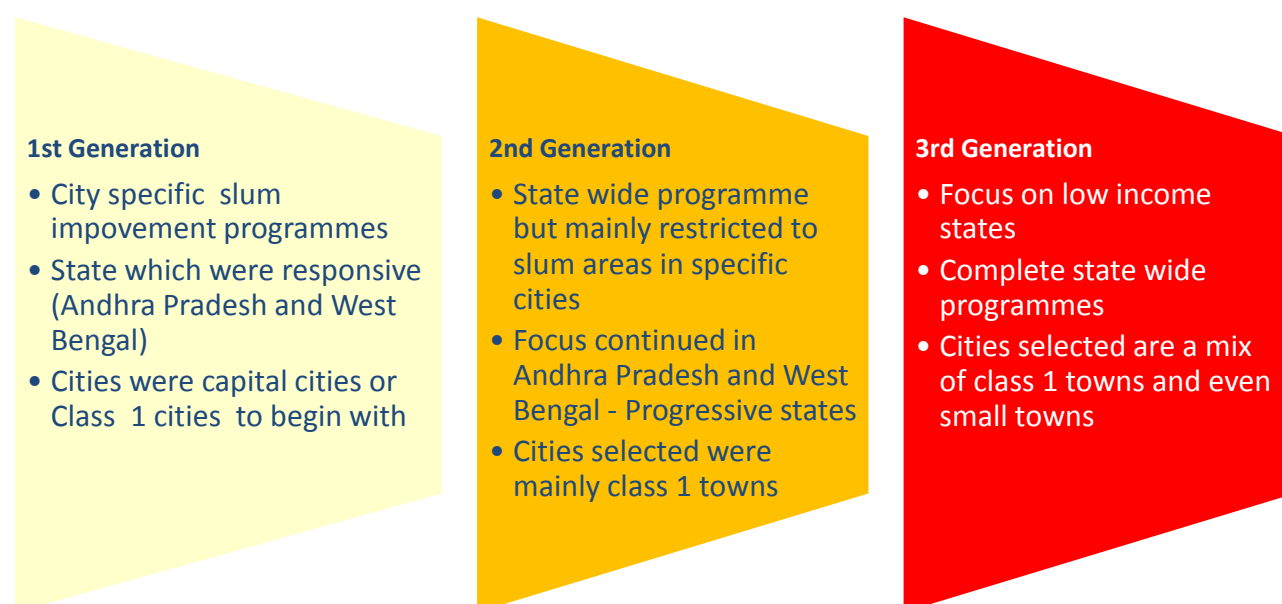 1st Generation
• City specific slum
impovement programmes
• State which were responsive
(Andhra Pradesh and West
Bengal)
• Cities were capital cities or
Class 1 cities to begin with
2nd Generation
• State wide programme
but mainly restricted to
slum areas in specific
cities
• Focus continued in
Andhra Pradesh and West
Bengal - Progressive states
• Cities selected were
mainly class 1 towns
3rd Generation
• Focus on low income
states
• Complete state wide
programmes
• Cities selected are a mix
of class 1 towns and even
small towns